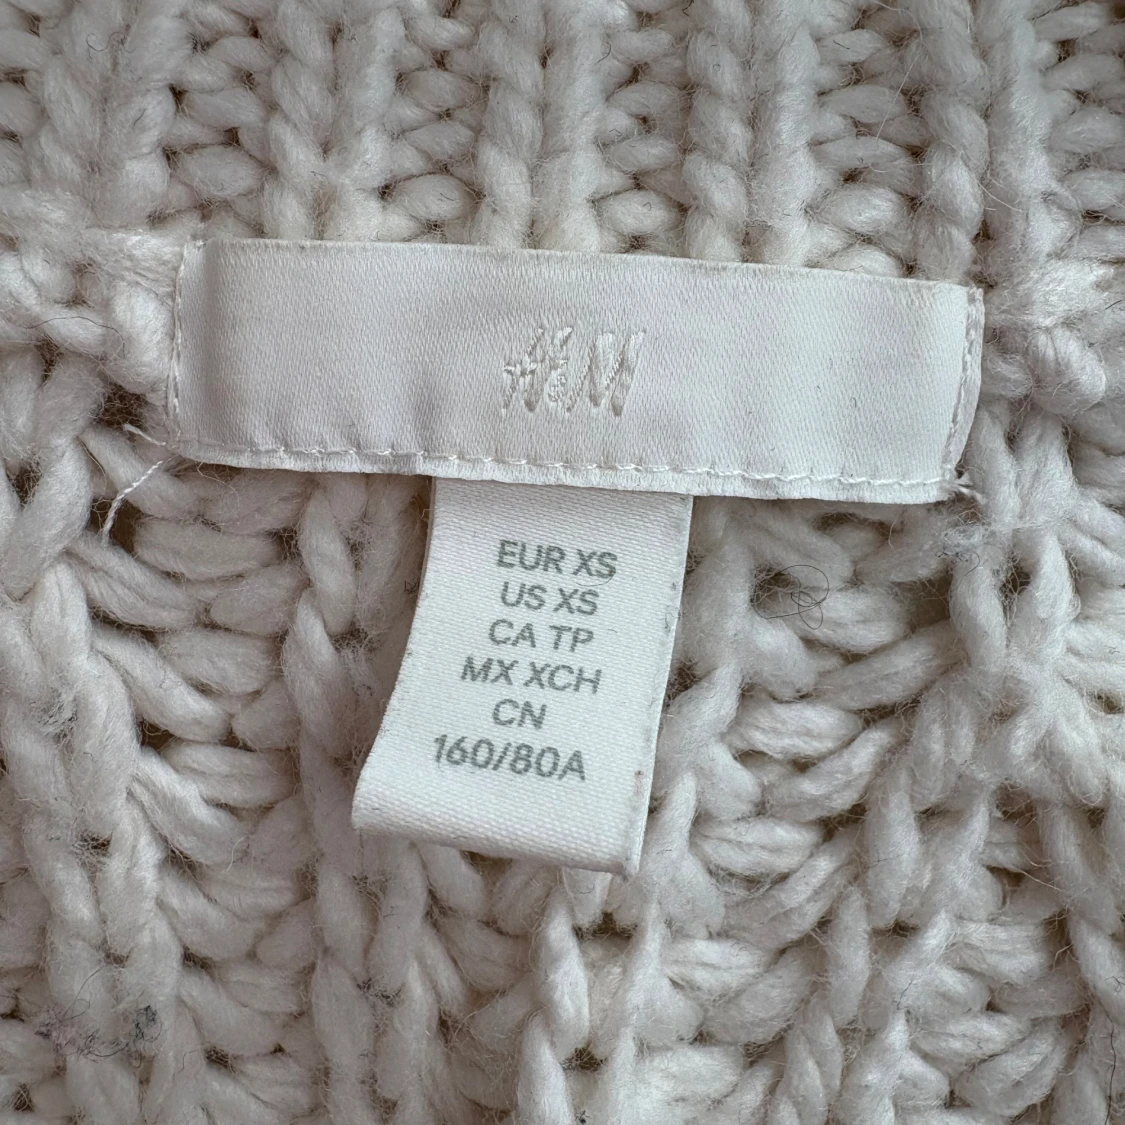 H&M
EUR XS
US XS
CA TP
MX XCH
CN
160/80A